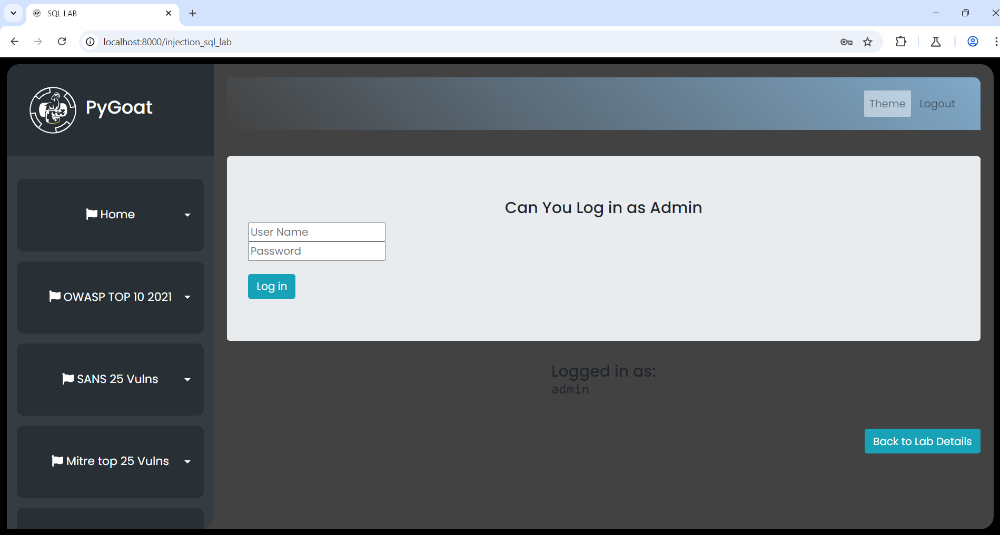 SQL LAB
localhost:8000/injection_sql_lab
PyGoat
Theme Logout
Home
OWASP TOP 10 2021
SANS 25 Vulns
Mitre top 25 Vulns
Can You Log in as Admin
User Name
Password
Log in
Logged in as:
admin
Back to Lab Details